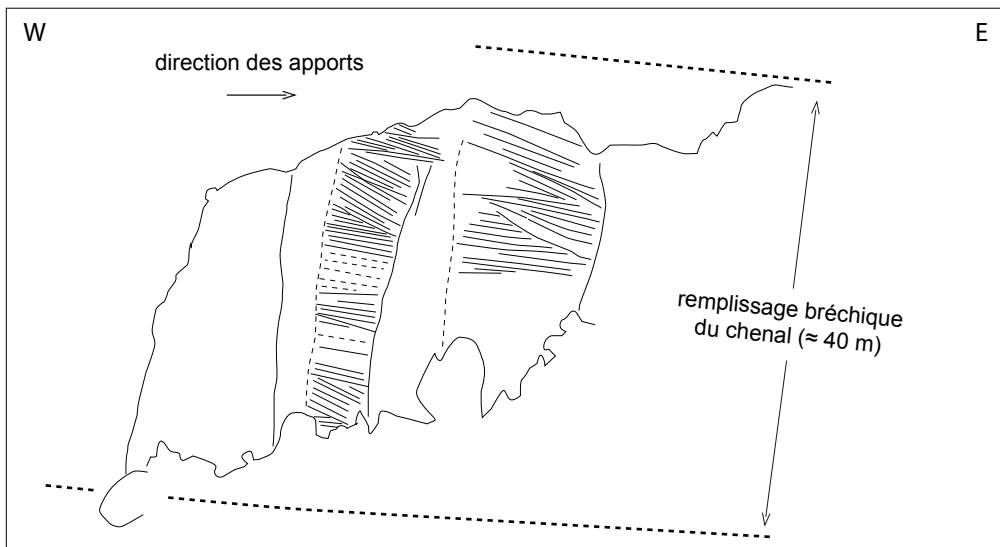 W
E
direction des apports
remplissage bréchique
du chenal (≈ 40 m)